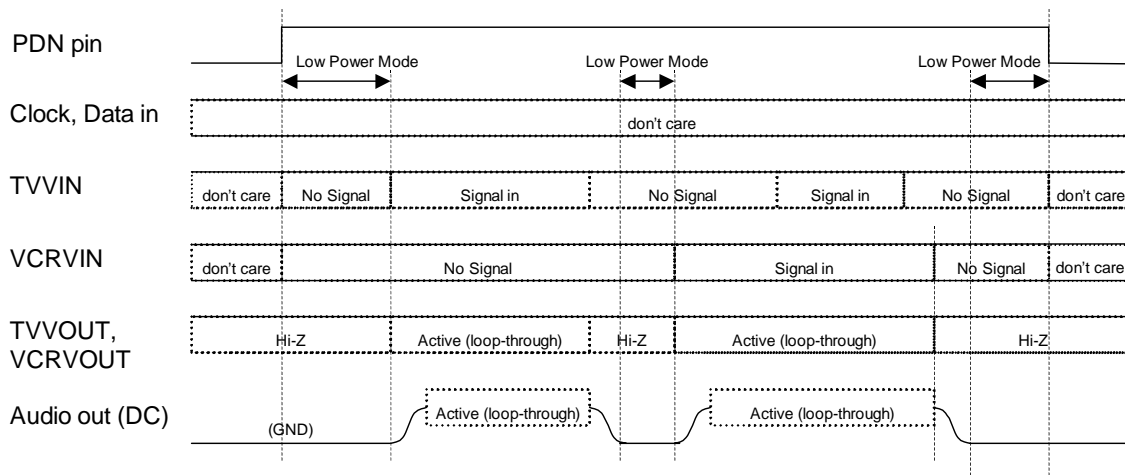 PDN pin
Low Power Mode Low Power Mode Low Power Mode
Clock, Data in
don't care
TVVIN
don't care No Signal Signal in No Signal Signal in No Signal don't care
VCRVIN
don't care No Signal Signal in No Signal don't care
TVVOUT,
VCRVOUT
Hi-Z Active (loop-through) Hi-Z Active (loop-through) Hi-Z
Audio out (DC)
(GND) Active (loop-through) Active (loop-through)